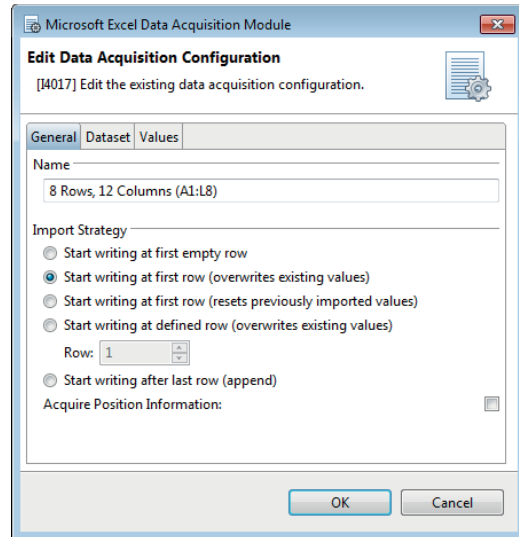 Microsoft Excel Data Acquisition Module
Edit Data Acquisition Configuration
[I4017] Edit the existing data acquisition configuration.
General Dataset Values
Name
8 Rows, 12 Columns (A1:L8)
Import Strategy
Start writing at first empty row
Start writing at first row (overwrites existing values)
Start writing at first row (resets previously imported values)
Start writing at defined row (overwrites existing values)
Row: 1
Start writing after last row (append)
Acquire Position Information:
OK Cancel